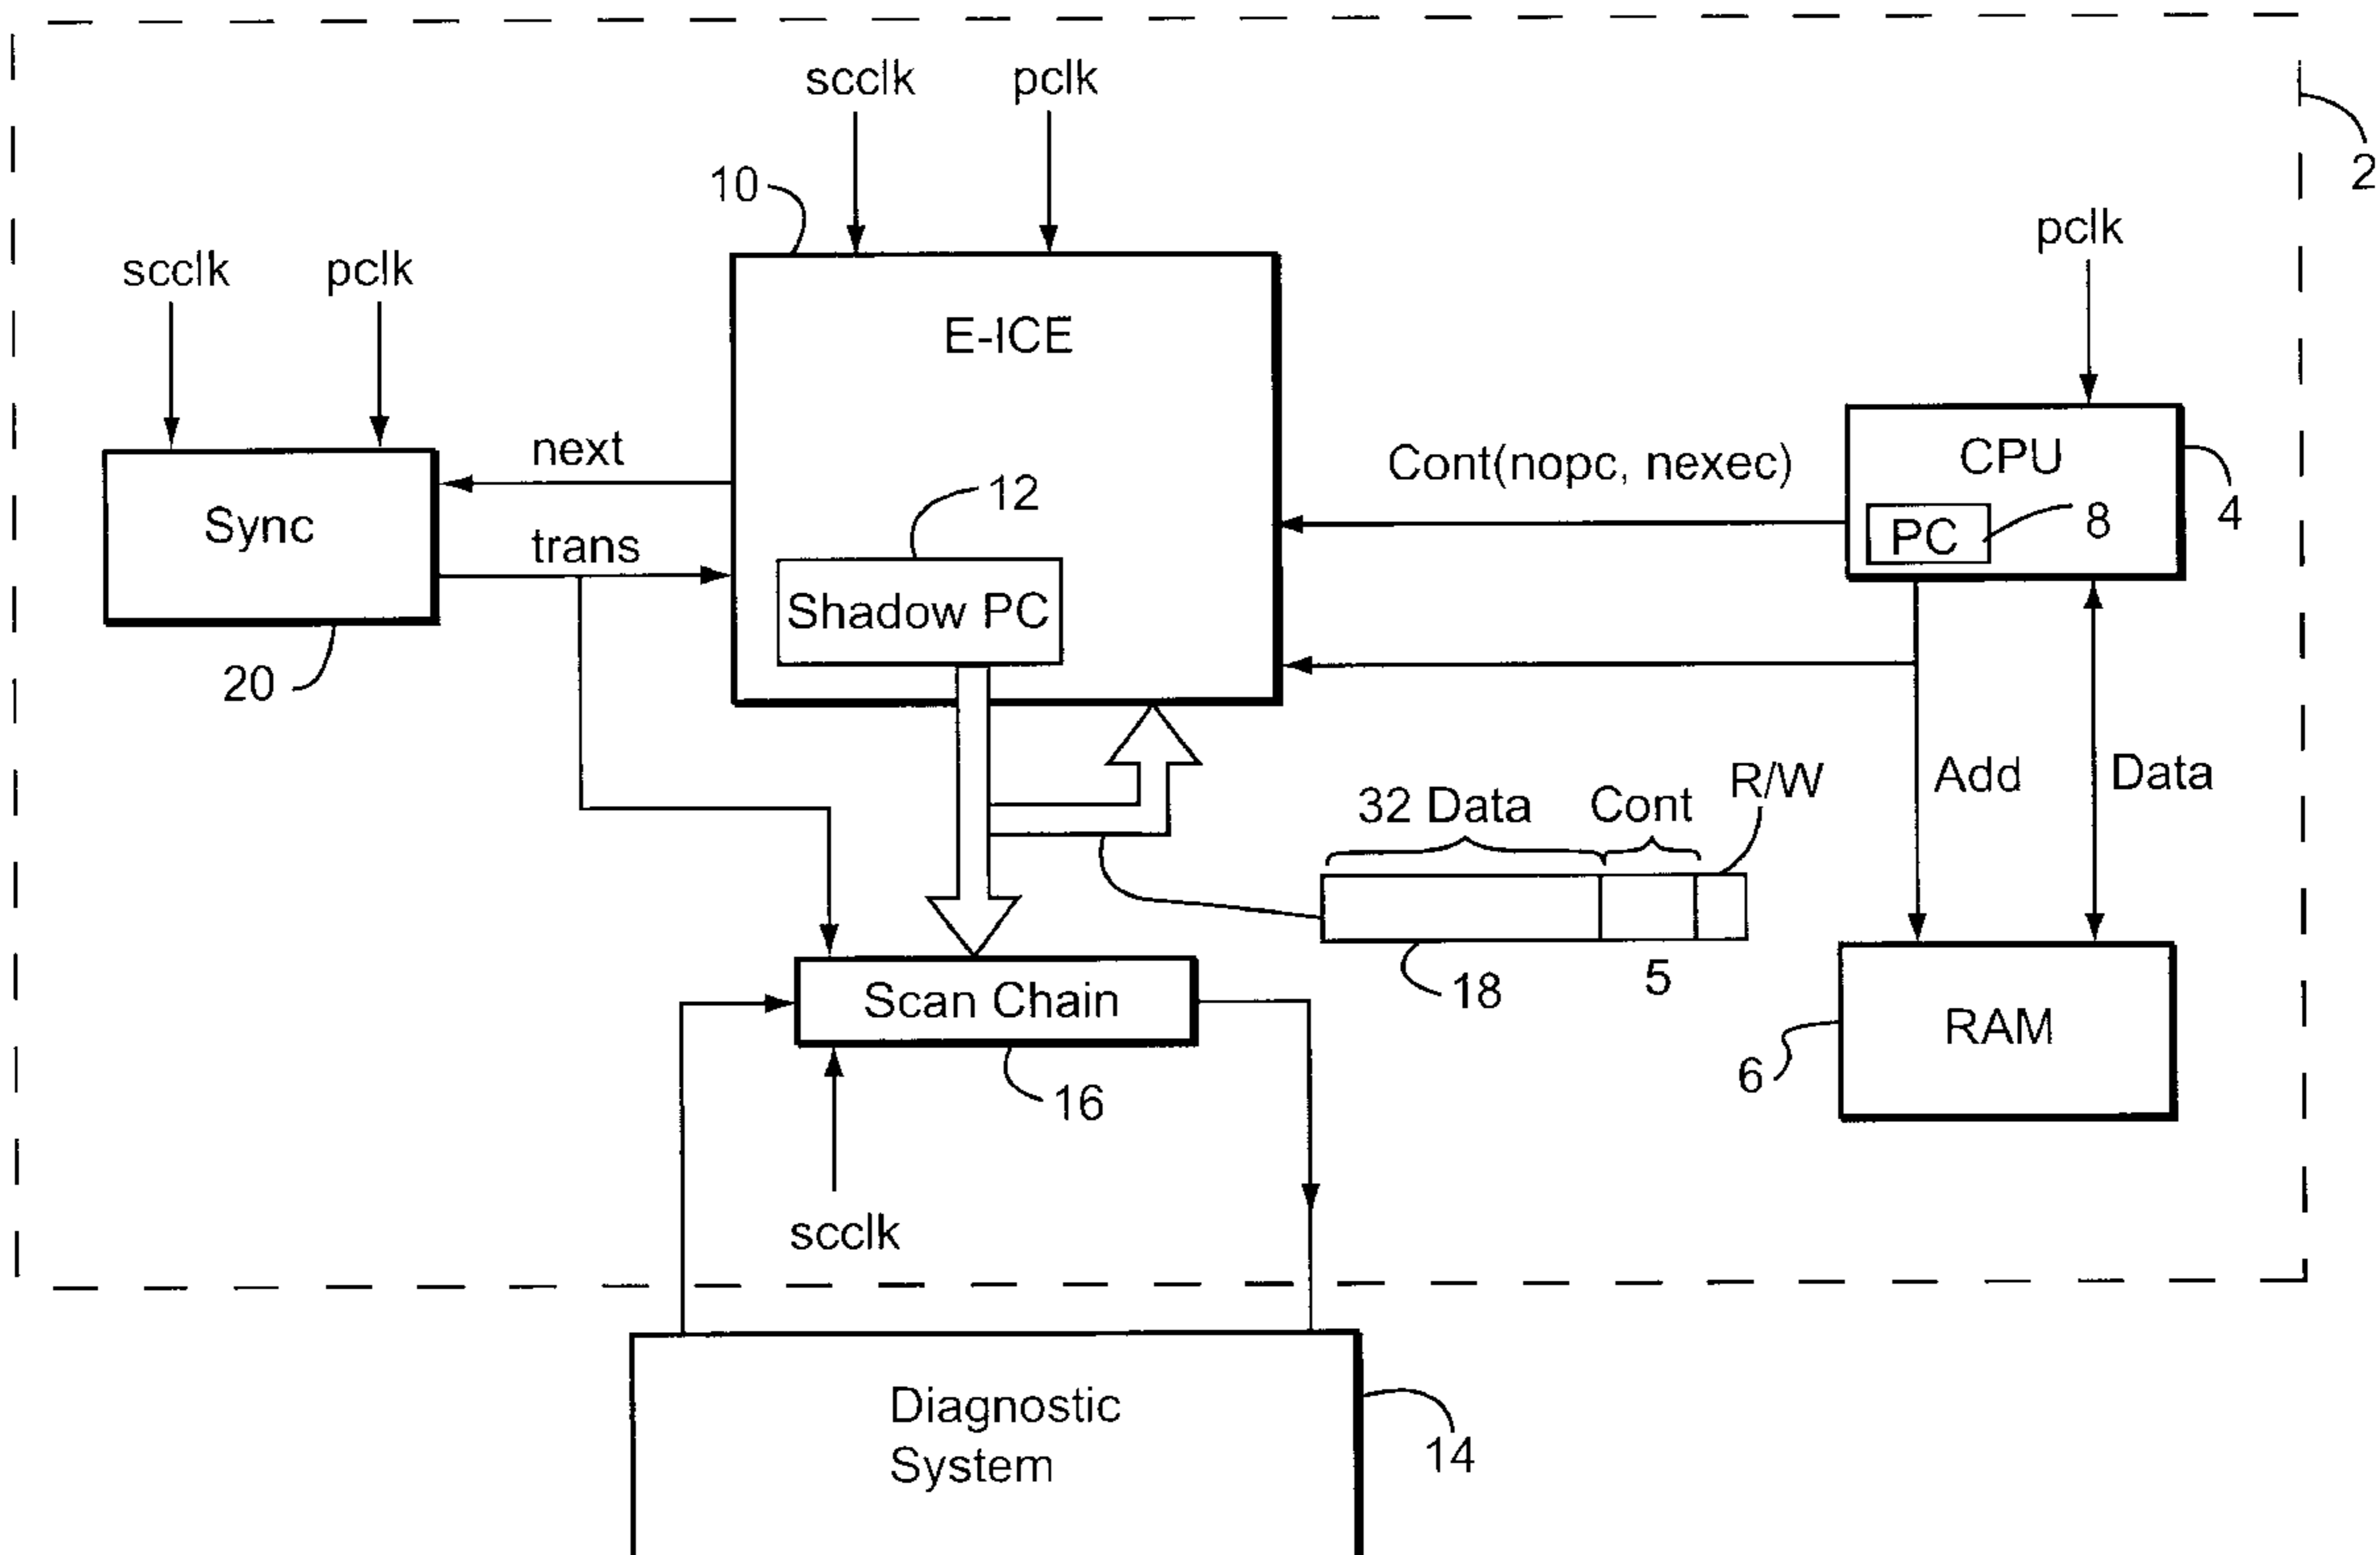 scclk
pclk
2
10
pclk
scclk
pclk
E-ICE
next
Cont(nopc, nexec)
CPU
12
4
Sync
PC
8
trans
Shadow PC
20
Add
Data
R/W
32 Data
Cont
18
5
Scan Chain
RAM
6
16
scclk
Diagnostic
System
14